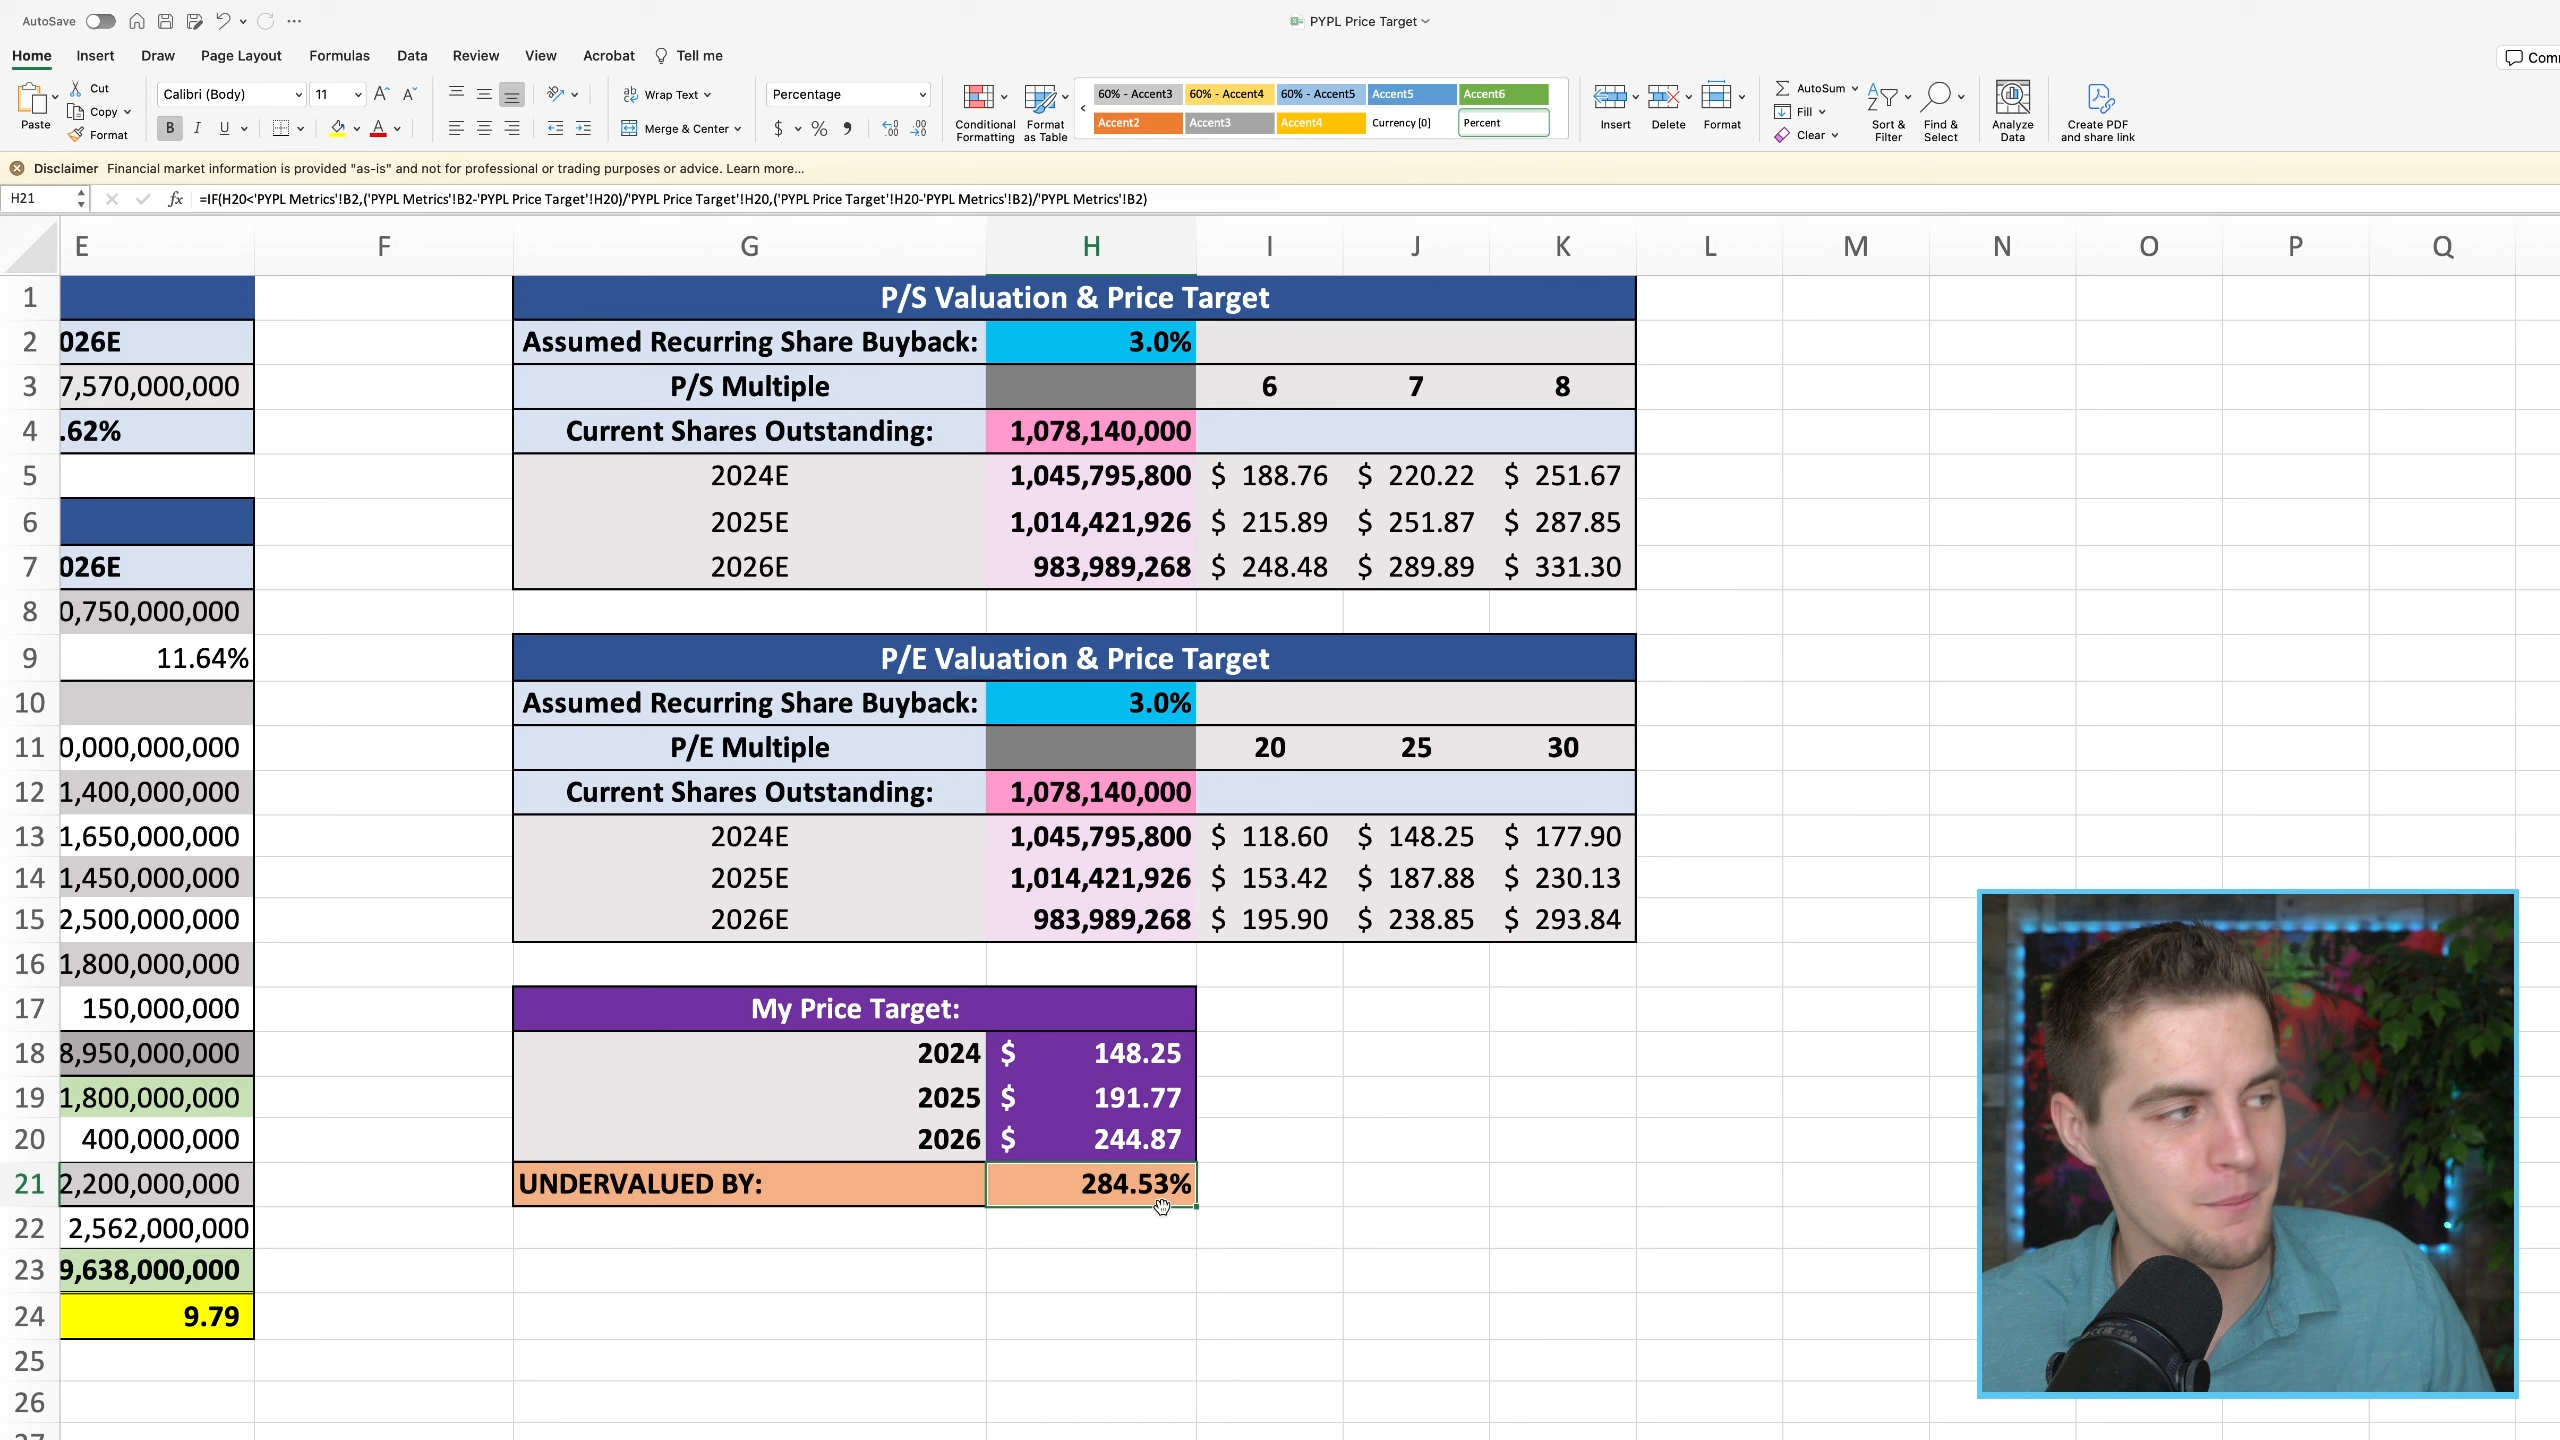 AutoSave
PYPL Price Target
Home Insert Draw Page Layout Formulas Data Review View Acrobat Tell me
Paste Cut Copy Format
Calibri (Body) 11
B I U
Wrap Text
Merge & Center
Percentage
$ % ,
Conditional Formatting
Format as Table
60% - Accent3 60% - Accent4 60% - Accent5 Accent5 Accent6
Accent2 Accent3 Accent4 Currency [0] Percent
Insert Delete Format
AutoSum
Fill
Clear
Sort & Filter
Find & Select
Analyze Data
Create PDF and share link
Disclaimer Financial market information is provided "as-is" and not for professional or trading purposes or advice. Learn more...
H21 fx =IF(H20<'PYPL Metrics'!B2,('PYPL Metrics'!B2-'PYPL Price Target'!H20)/'PYPL Price Target'!H20,('PYPL Price Target'!H20-'PYPL Metrics'!B2)/'PYPL Metrics'!B2)
E F G H I J K L M N O P Q
1 P/S Valuation & Price Target
2 026E Assumed Recurring Share Buyback: 3.0%
3 7,570,000,000 P/S Multiple 6 7 8
4 .62% Current Shares Outstanding: 1,078,140,000
5 2024E 1,045,795,800 $ 188.76 $ 220.22 $ 251.67
6 2025E 1,014,421,926 $ 215.89 $ 251.87 $ 287.85
7 026E 2026E 983,989,268 $ 248.48 $ 289.89 $ 331.30
8 0,750,000,000
9 11.64% P/E Valuation & Price Target
10 Assumed Recurring Share Buyback: 3.0%
11 0,000,000,000 P/E Multiple 20 25 30
12 1,400,000,000 Current Shares Outstanding: 1,078,140,000
13 1,650,000,000 2024E 1,045,795,800 $ 118.60 $ 148.25 $ 177.90
14 1,450,000,000 2025E 1,014,421,926 $ 153.42 $ 187.88 $ 230.13
15 2,500,000,000 2026E 983,989,268 $ 195.90 $ 238.85 $ 293.84
16 1,800,000,000
17 150,000,000 My Price Target:
18 8,950,000,000 2024 $ 148.25
19 1,800,000,000 2025 $ 191.77
20 400,000,000 2026 $ 244.87
21 2,200,000,000 UNDERVALUED BY: 284.53%
22 2,562,000,000
23 9,638,000,000
24 9.79
25
26